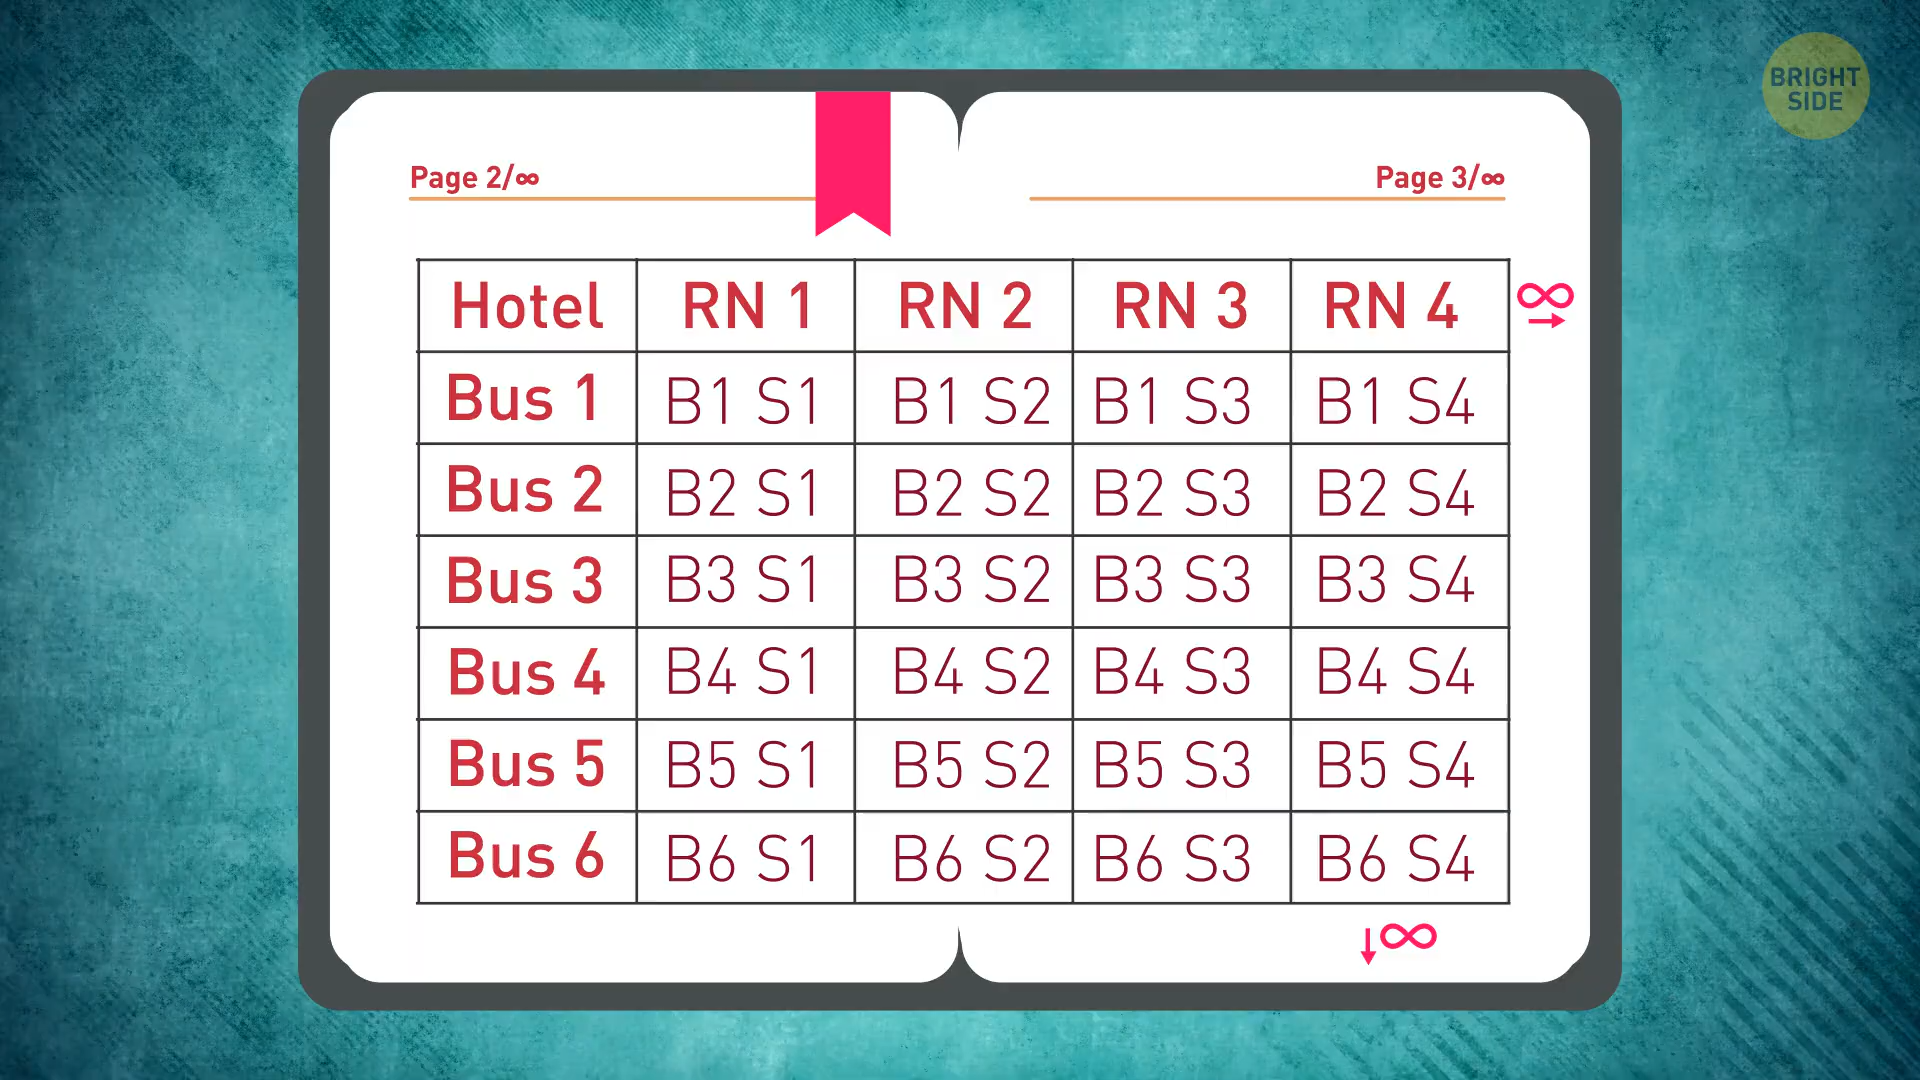 BRIGHT
SIDE
Page 2/∞
Page 3/∞
Hotel RN 1 RN 2 RN 3 RN 4 ∞
Bus 1 B1 S1 B1 S2 B1 S3 B1 S4
Bus 2 B2 S1 B2 S2 B2 S3 B2 S4
Bus 3 B3 S1 B3 S2 B3 S3 B3 S4
Bus 4 B4 S1 B4 S2 B4 S3 B4 S4
Bus 5 B5 S1 B5 S2 B5 S3 B5 S4
Bus 6 B6 S1 B6 S2 B6 S3 B6 S4
∞